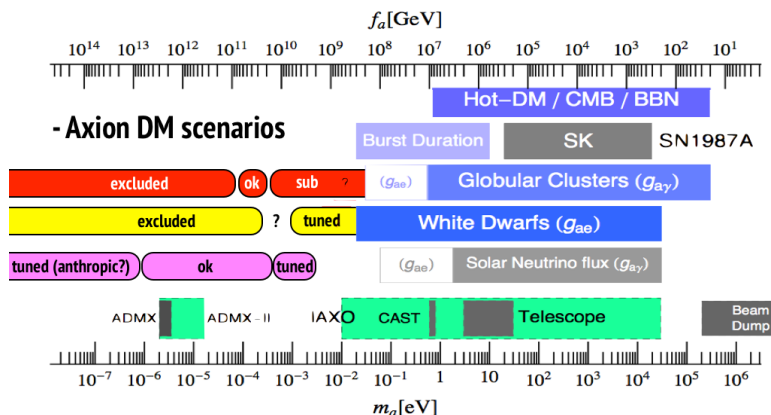 f_a[GeV]
10^14 10^13 10^12 10^11 10^10 10^9 10^8 10^7 10^6 10^5 10^4 10^3 10^2 10^1
Hot-DM / CMB / BBN
- Axion DM scenarios
Burst Duration SK SN1987A
excluded ok sub ? (g_ae) Globular Clusters (g_aγ)
excluded ? tuned White Dwarfs (g_ae)
tuned (anthropic?) ok tuned (g_ae) Solar Neutrino flux (g_aγ)
ADMX ADMX-II IAXO CAST Telescope Beam
Dump
10^-7 10^-6 10^-5 10^-4 10^-3 10^-2 10^-1 1 10 10^2 10^3 10^4 10^5 10^6
m_a[eV]